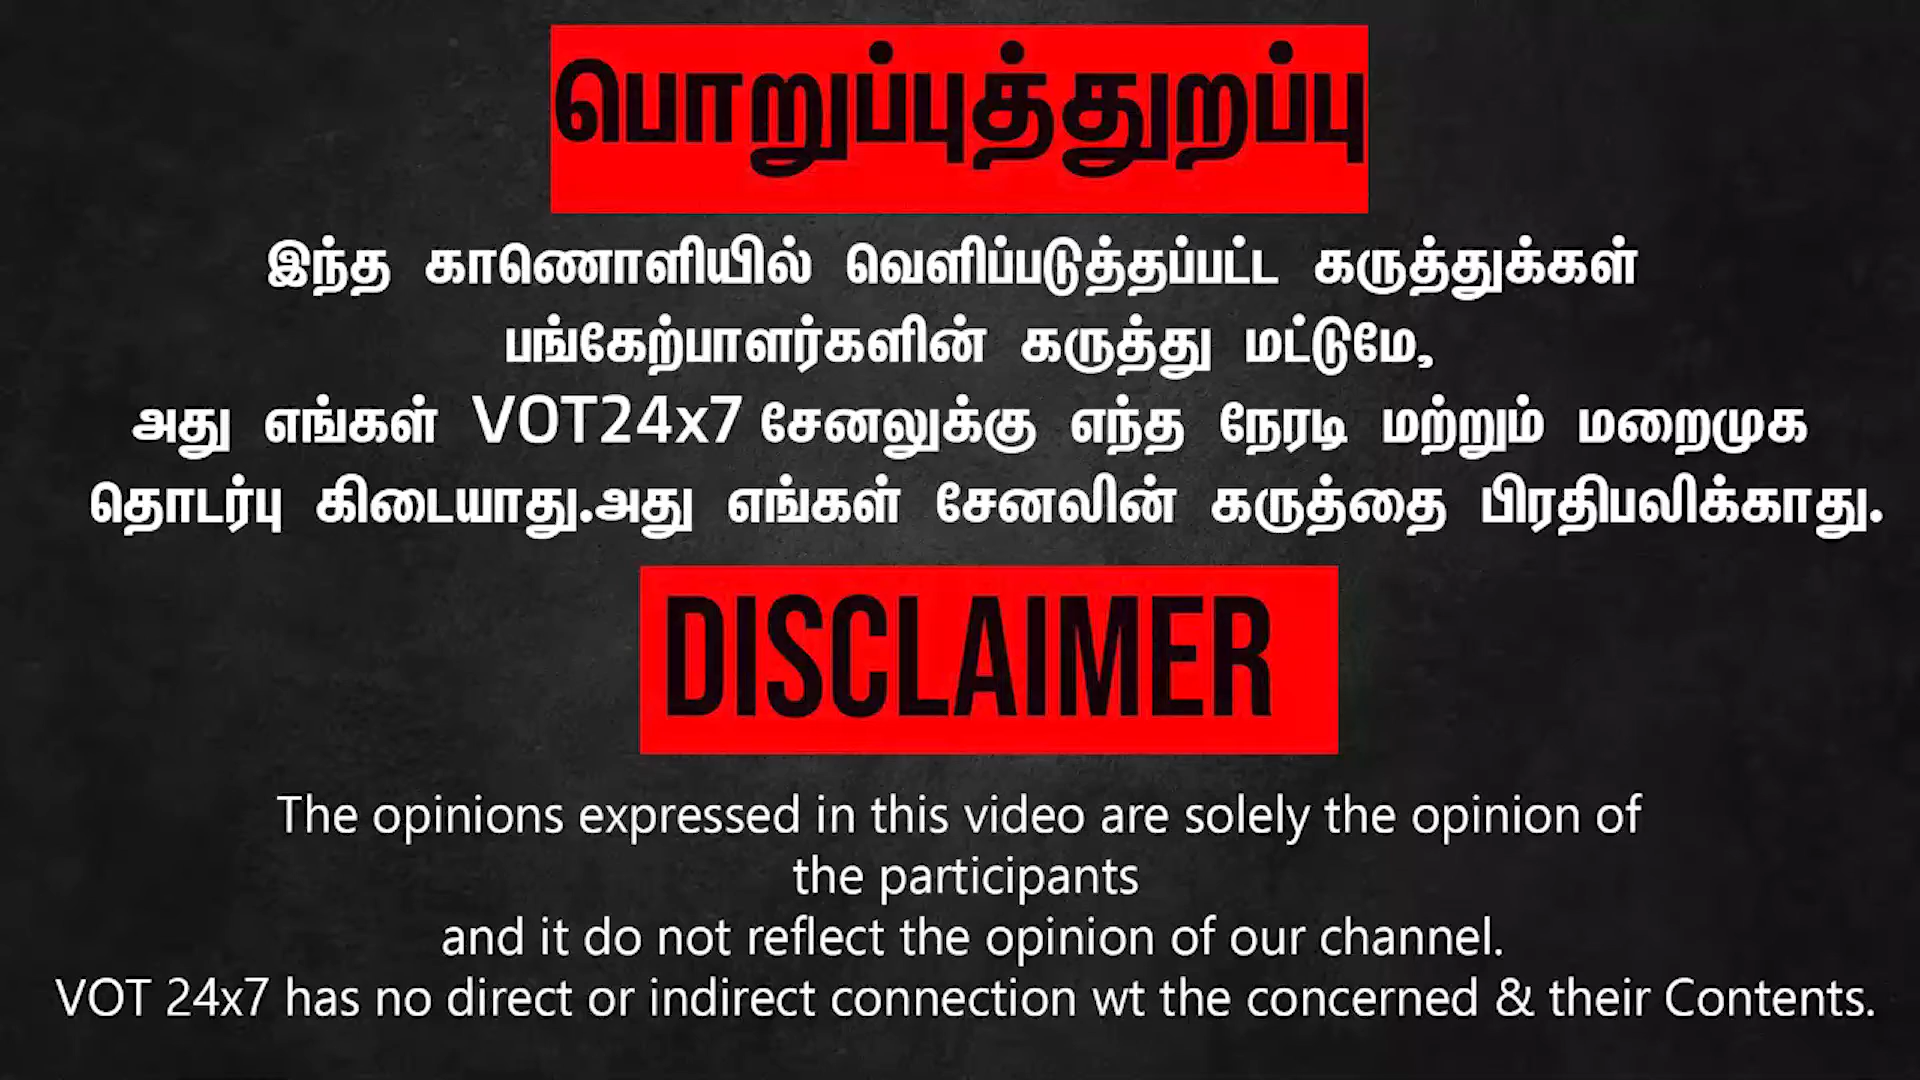 பொறுப்புத்துறப்பு
இந்த காணொளியில் வெளிப்படுத்தப்பட்ட கருத்துக்கள்
பங்கேற்பாளர்களின் கருத்து மட்டுமே,
அது எங்கள் VOT24x7 சேனலுக்கு எந்த நேரடி மற்றும் மறைமுக
தொடர்பு கிடையாது.அது எங்கள் சேனலின் கருத்தை பிரதிபலிக்காது.
DISCLAIMER
The opinions expressed in this video are solely the opinion of
the participants
and it do not reflect the opinion of our channel.
VOT 24x7 has no direct or indirect connection wt the concerned & their Contents.